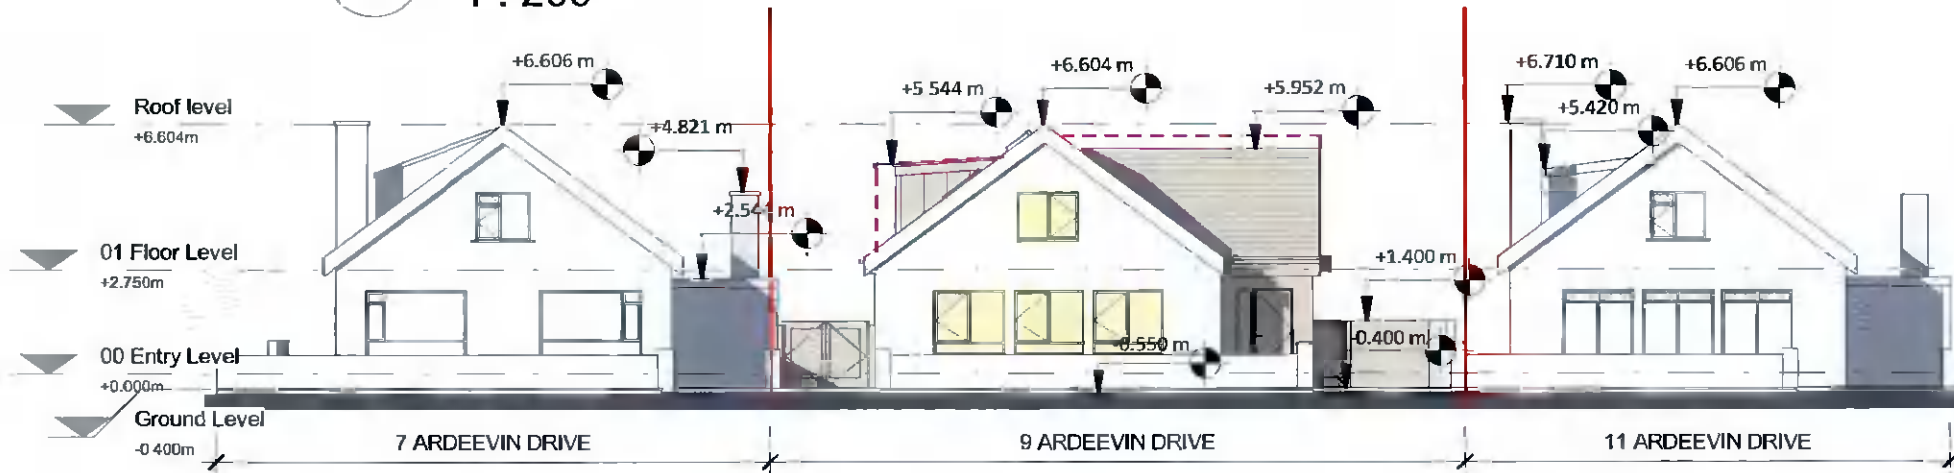 +6.606 m
+6.604 m
+6.710 m
+6.606 m
+5 544 m
+5.952 m
Roof level
+5.420 m
+6.604m
+4.821 m
01 Floor Level
+1.400 m
+2.750m
00 Entry Level
-0.550 m
-0.400 m
+0.000m
Ground Level
-0 400m
7 ARDEEVIN DRIVE
9 ARDEEVIN DRIVE
11 ARDEEVIN DRIVE